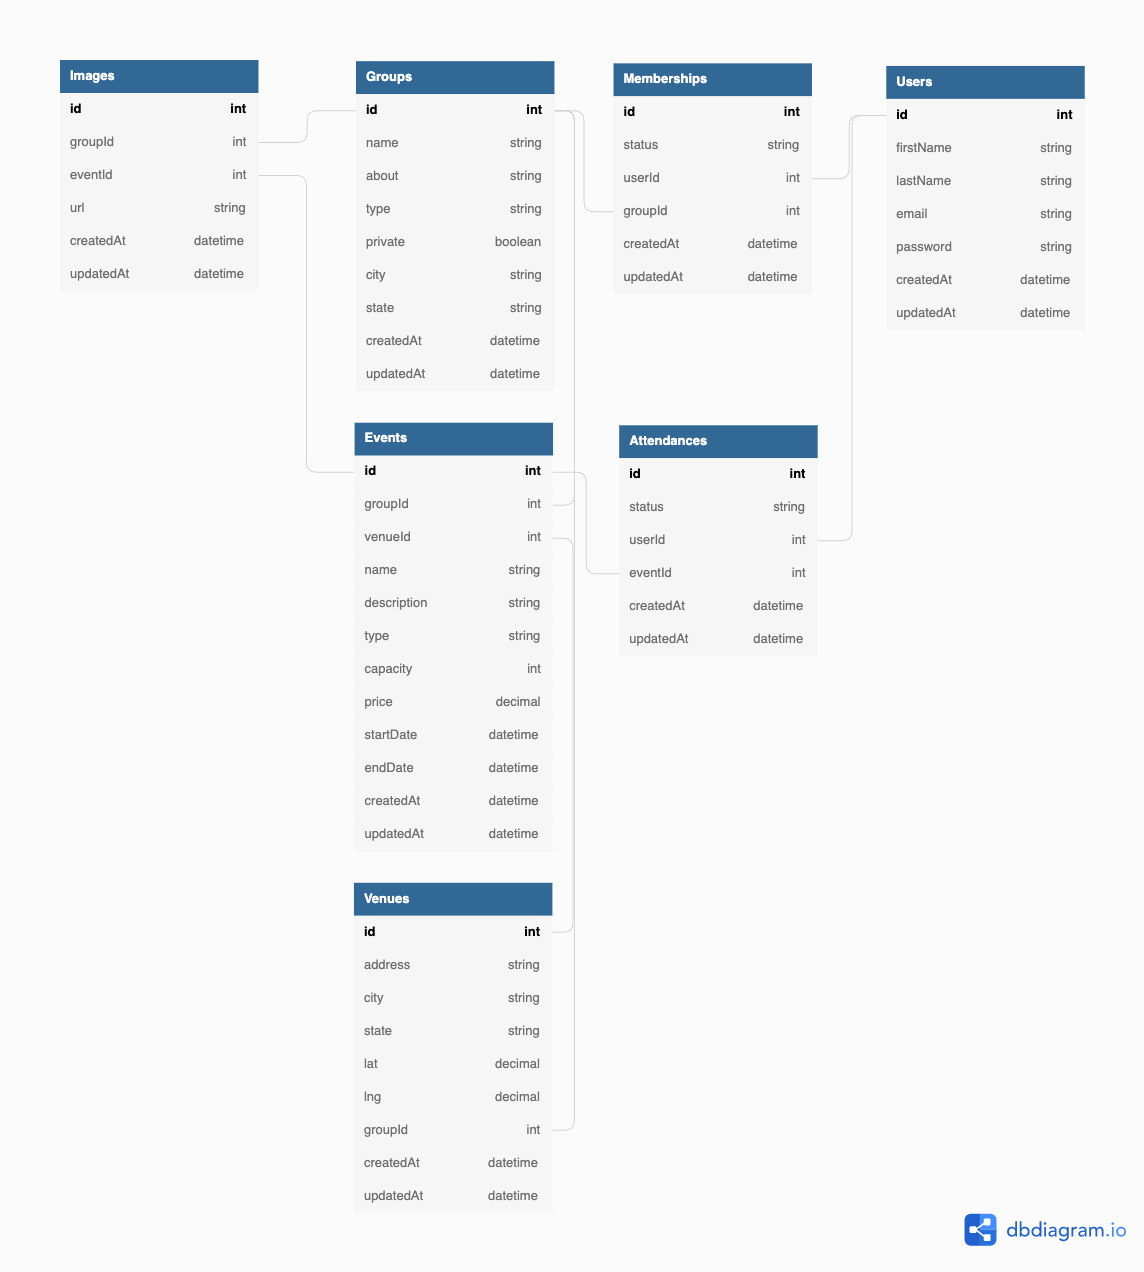 Images
id int
groupId int
eventId int
url string
createdAt datetime
updatedAt datetime
Groups
id int
name string
about string
type string
private boolean
city string
state string
createdAt datetime
updatedAt datetime
Memberships
id int
status string
userId int
groupId int
createdAt datetime
updatedAt datetime
Users
id int
firstName string
lastName string
email string
password string
createdAt datetime
updatedAt datetime
Events
id int
groupId int
venueId int
name string
description string
type string
capacity int
price decimal
startDate datetime
endDate datetime
createdAt datetime
updatedAt datetime
Attendances
id int
status string
userId int
eventId int
createdAt datetime
updatedAt datetime
Venues
id int
address string
city string
state string
lat decimal
lng decimal
groupId int
createdAt datetime
updatedAt datetime
dbdiagram.io